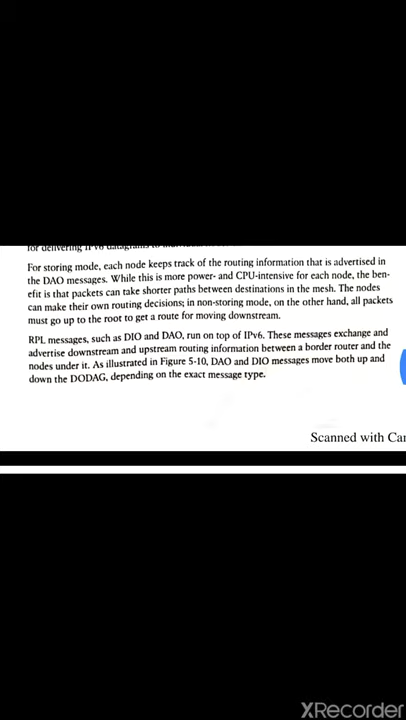 for delivering IPv6 datagrams to
For storing mode, each node keeps track of the routing information that is advertised in
the DAO messages. While this is more power- and CPU-intensive for each node, the ben-
efit is that packets can take shorter paths between destinations in the mesh. The nodes
can make their own routing decisions; in non-storing mode, on the other hand, all packets
must go up to the root to get a route for moving downstream.
RPL messages, such as DIO and DAO, run on top of IPv6. These messages exchange and
advertise downstream and upstream routing information between a border router and the
nodes under it. As illustrated in Figure 5-10, DAO and DIO messages move both up and
down the DODAG, depending on the exact message type.
Scanned with Car
XRecorder